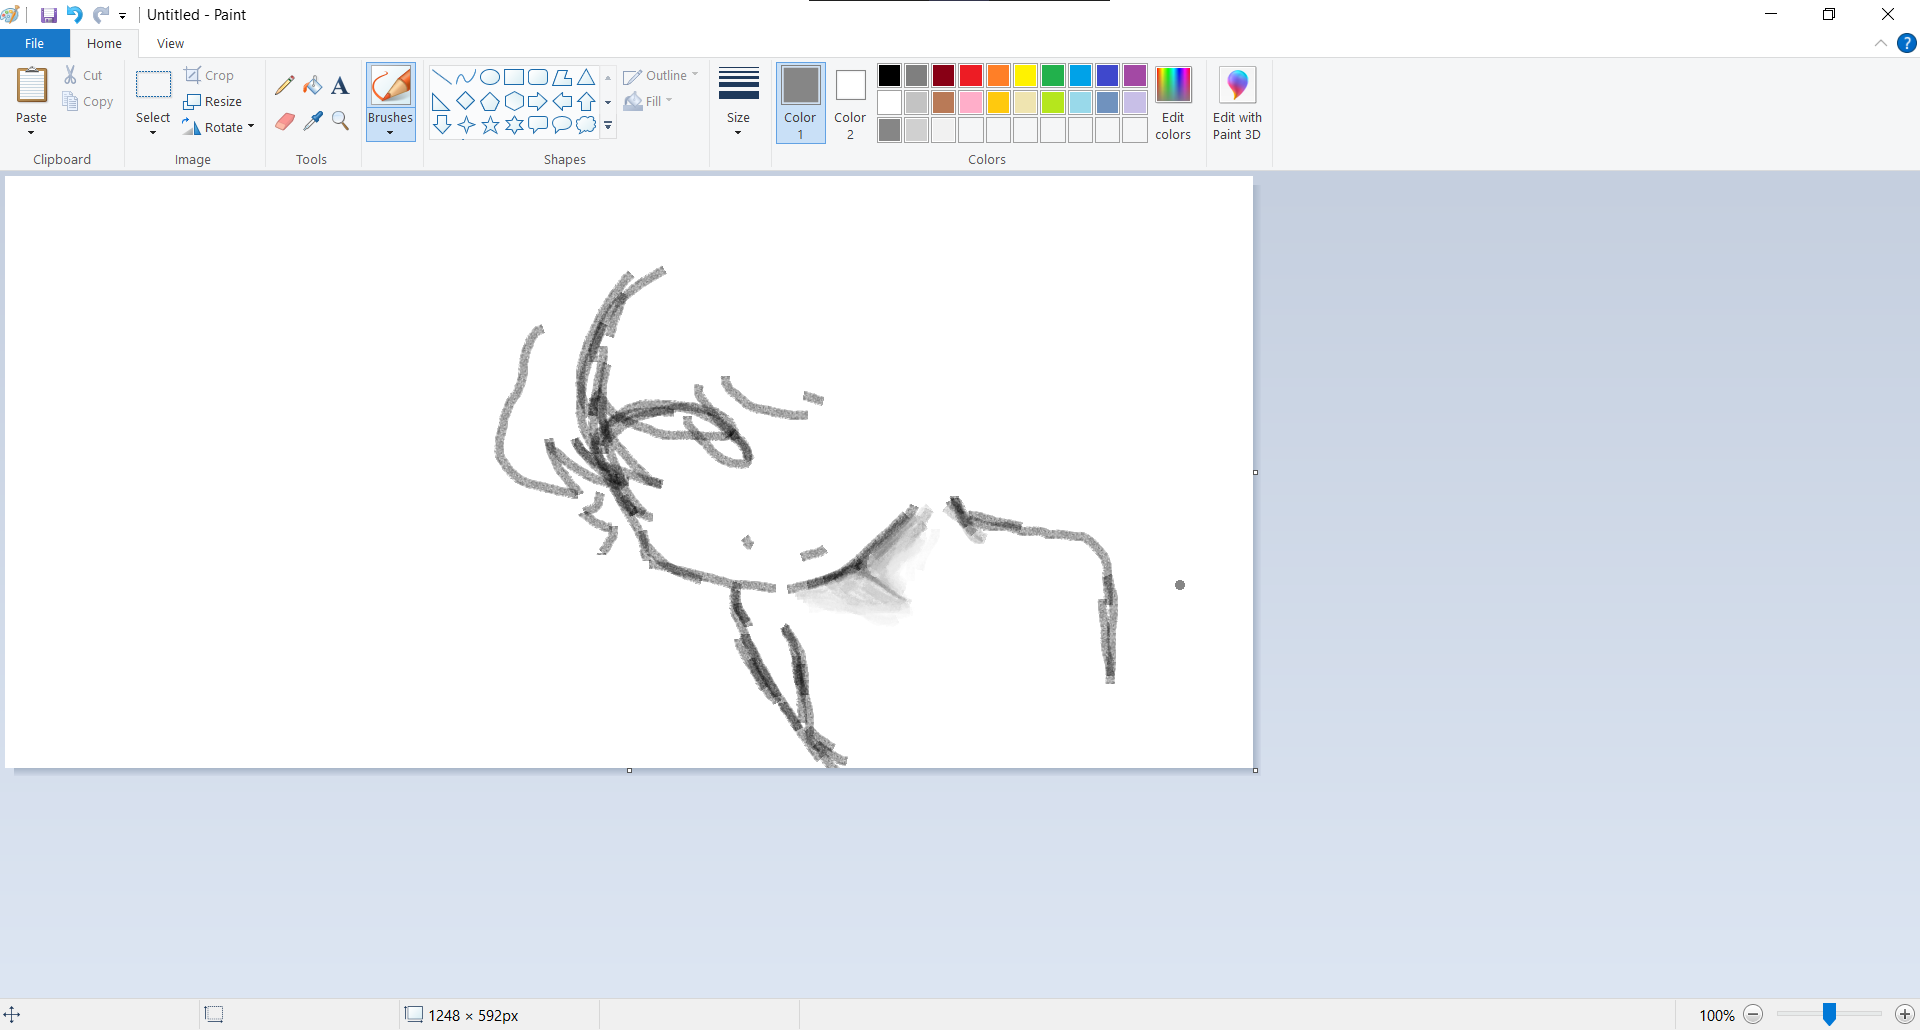 Untitled - Paint
File Home View
Paste
Cut
Copy
Clipboard
Select
Crop
Resize
Rotate
Image
A
Tools
Brushes
Outline
Fill
Shapes
Size
Color 1
Color 2
Edit colors
Colors
Edit with Paint 3D
?
1248 × 592px
100%